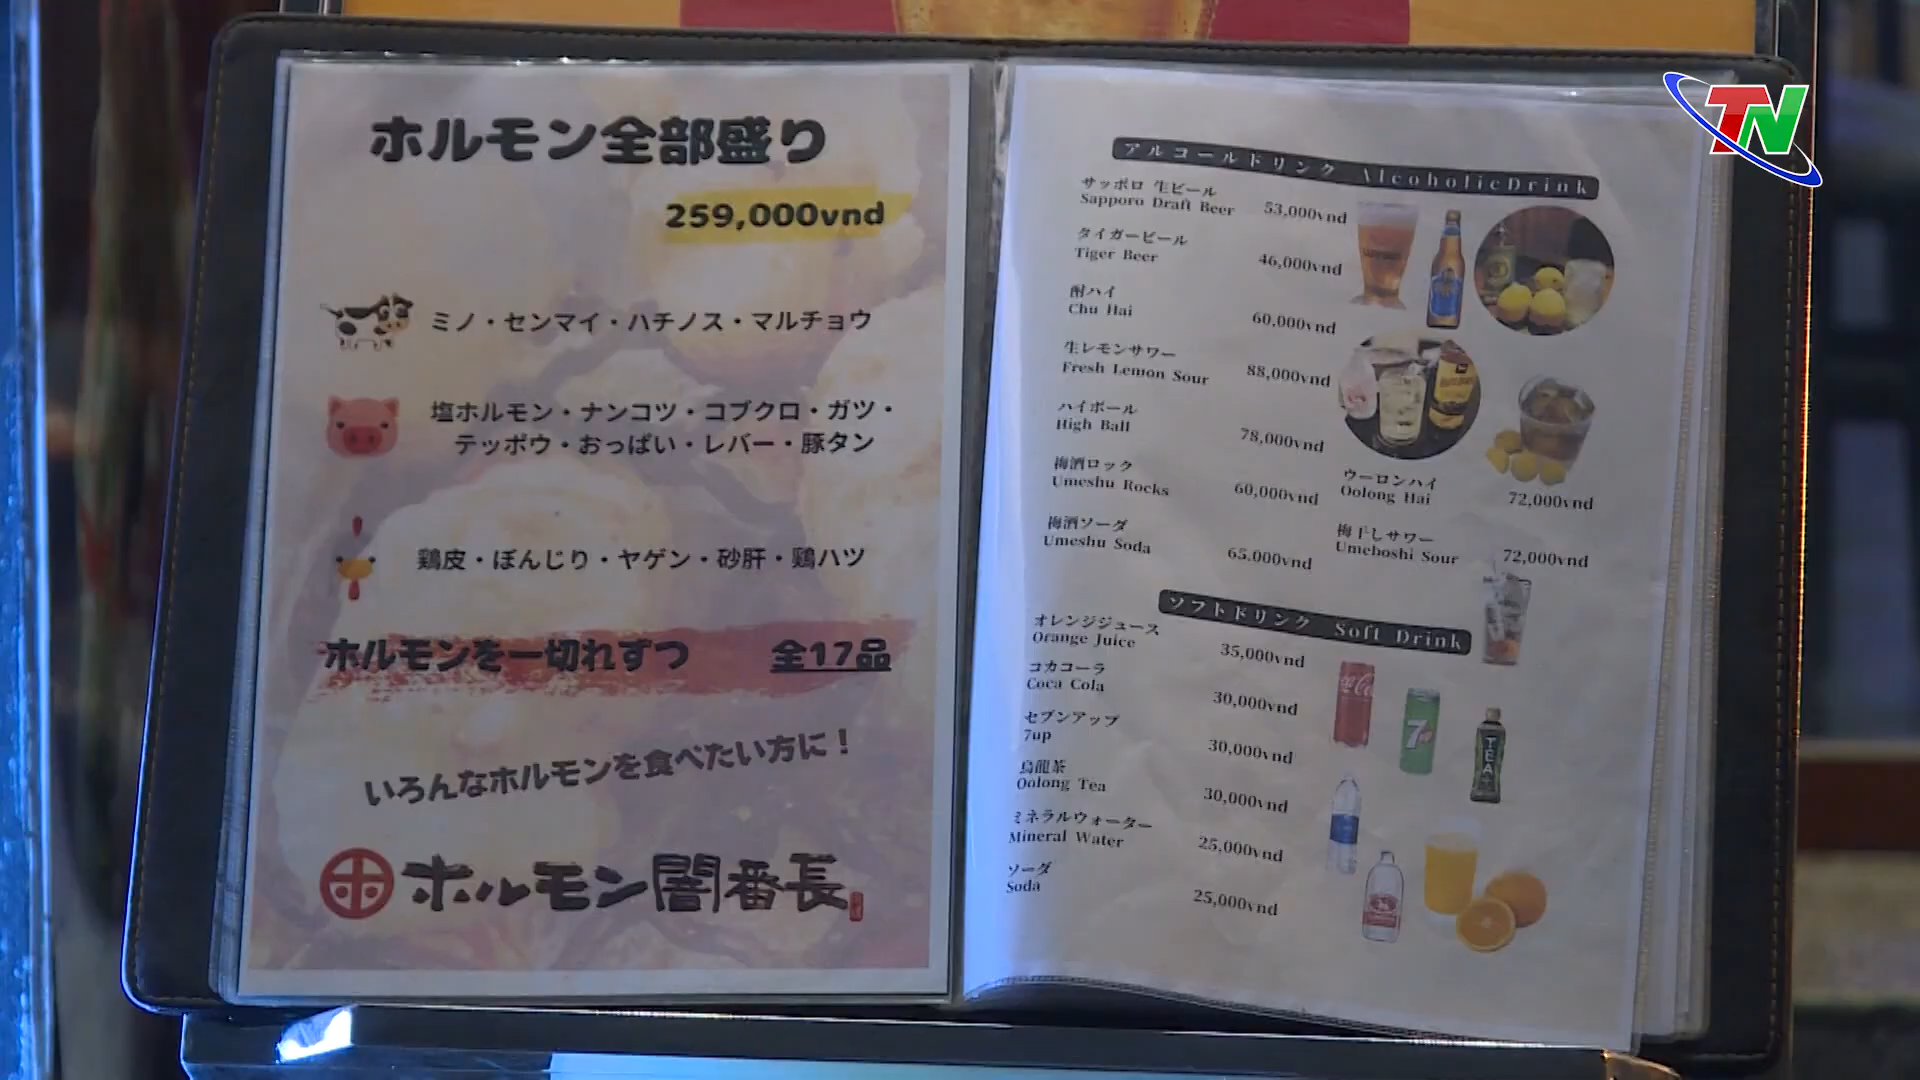 ホルモン全部盛り
259,000vnd
ミノ・センマイ・ハチノス・マルチョウ
塩ホルモン・ナンコツ・コブクロ・ガツ・
テッポウ・おっぱい・レバー・豚タン
鶏皮・ぼんじり・ヤゲン・砂肝・鶏ハツ
ホルモンを一切れずつ 全17品
いろんなホルモンを食べたい方に！
ホルモン闇番長
アルコールドリンク AlcoholicDrink
サッポロ 生ビール
Sapporo Draft Beer 53,000vnd
タイガービール
Tiger Beer 46,000vnd
酎ハイ
Chu Hai 60,000vnd
生レモンサワー
Fresh Lemon Sour 88,000vnd
ハイボール
High Ball 78,000vnd
梅酒ロック
Umeshu Rocks 60,000vnd
梅酒ソーダ
Umeshu Soda 65.000vnd
ウーロンハイ
Oolong Hai 72,000vnd
梅干しサワー
Umeboshi Sour 72,000vnd
ソフトドリンク Soft Drink
オレンジジュース
Orange Juice 35,000vnd
コカコーラ
Coca Cola 30,000vnd
セブンアップ
7up 30,000vnd
烏龍茶
Oolong Tea 30,000vnd
ミネラルウォーター
Mineral Water 25,000vnd
ソーダ
Soda 25,000vnd
7
TEA+
TN